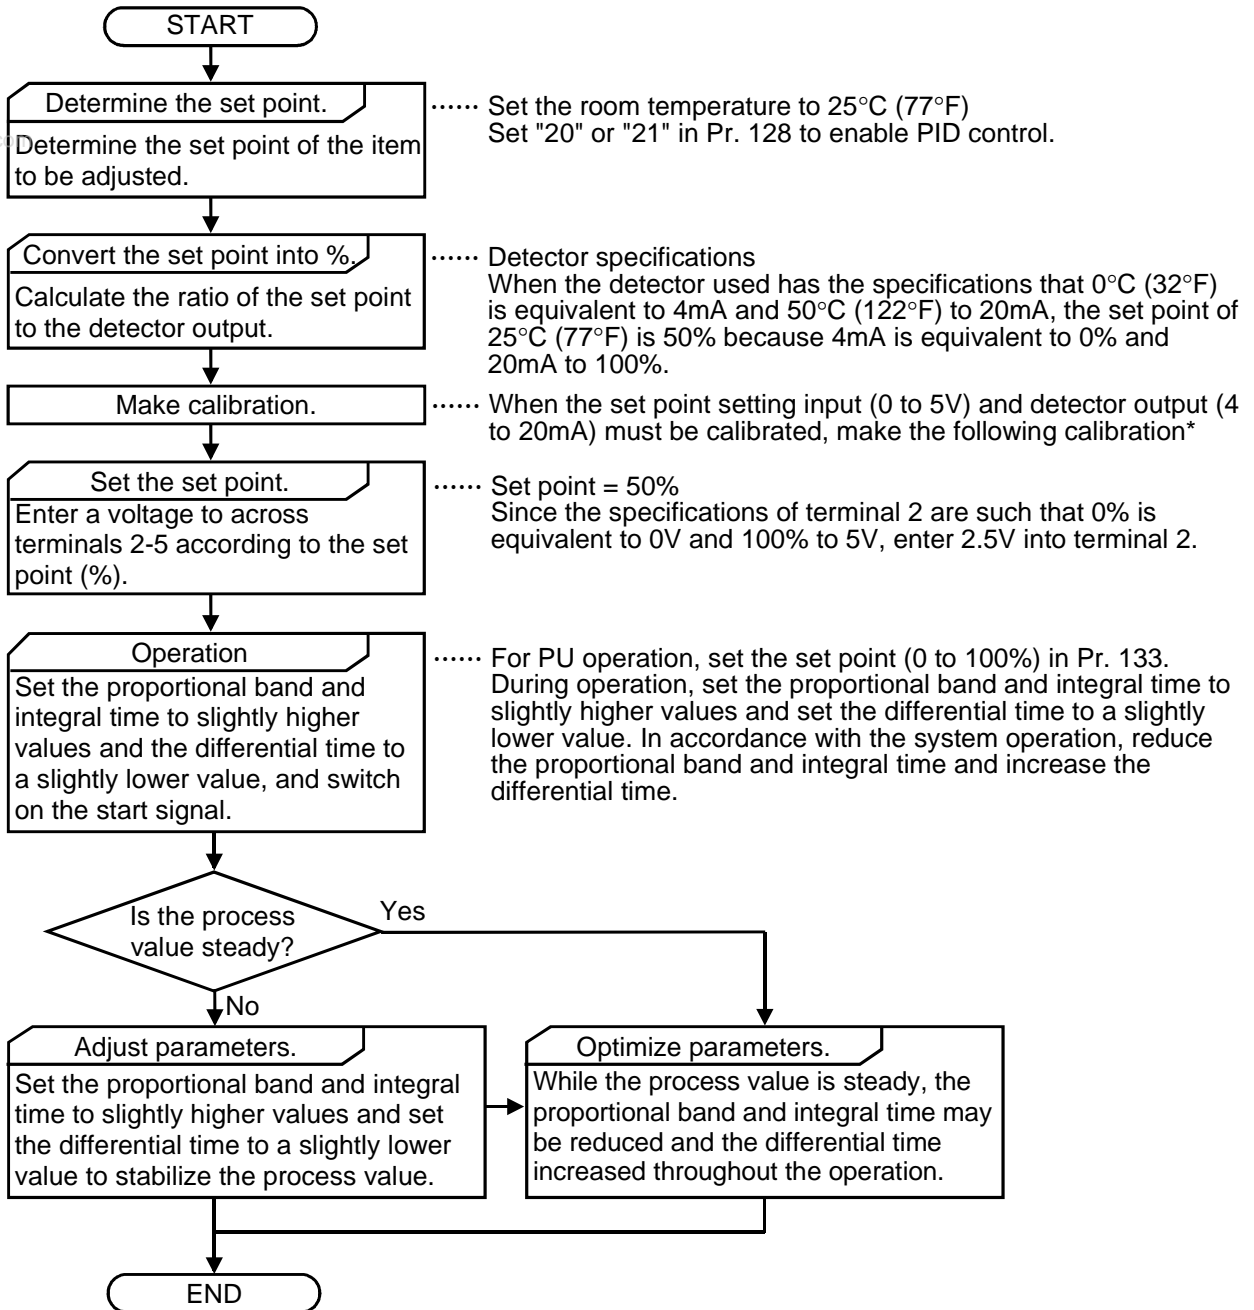 START
Determine the set point.
Determine the set point of the item
to be adjusted.
...... Set the room temperature to 25°C (77°F)
Set "20" or "21" in Pr. 128 to enable PID control.
Convert the set point into %.
Calculate the ratio of the set point
to the detector output.
...... Detector specifications
When the detector used has the specifications that 0°C (32°F)
is equivalent to 4mA and 50°C (122°F) to 20mA, the set point of
25°C (77°F) is 50% because 4mA is equivalent to 0% and
20mA to 100%.
Make calibration.
...... When the set point setting input (0 to 5V) and detector output (4
to 20mA) must be calibrated, make the following calibration*
Set the set point.
Enter a voltage to across
terminals 2-5 according to the set
point (%).
...... Set point = 50%
Since the specifications of terminal 2 are such that 0% is
equivalent to 0V and 100% to 5V, enter 2.5V into terminal 2.
Operation
Set the proportional band and
integral time to slightly higher
values and the differential time to
a slightly lower value, and switch
on the start signal.
...... For PU operation, set the set point (0 to 100%) in Pr. 133.
During operation, set the proportional band and integral time to
slightly higher values and set the differential time to a slightly
lower value. In accordance with the system operation, reduce
the proportional band and integral time and increase the
differential time.
Is the process
value steady?
Yes
No
Adjust parameters.
Set the proportional band and integral
time to slightly higher values and set
the differential time to a slightly lower
value to stabilize the process value.
Optimize parameters.
While the process value is steady, the
proportional band and integral time may
be reduced and the differential time
increased throughout the operation.
END